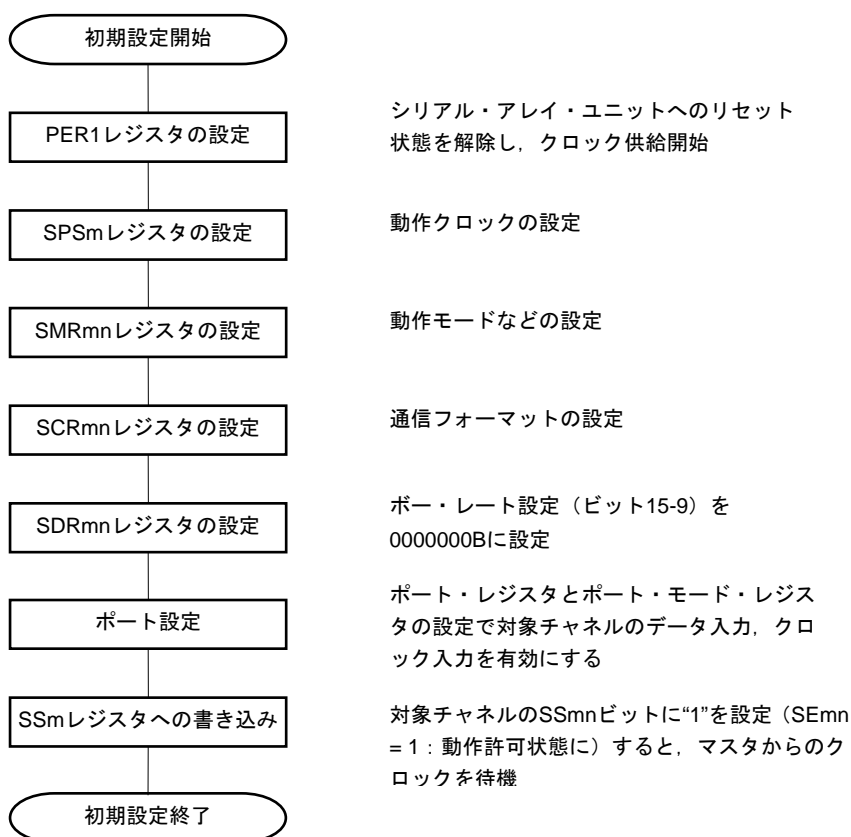 初期設定開始
PER1レジスタの設定
シリアル・アレイ・ユニットへのリセット
状態を解除し，クロック供給開始
SPSmレジスタの設定
動作クロックの設定
SMRmnレジスタの設定
動作モードなどの設定
SCRmnレジスタの設定
通信フォーマットの設定
SDRmnレジスタの設定
ボー・レート設定（ビット15-9）を
0000000Bに設定
ポート設定
ポート・レジスタとポート・モード・レジス
タの設定で対象チャネルのデータ入力，クロ
ック入力を有効にする
SSmレジスタへの書き込み
対象チャネルのSSmnビットに“1”を設定（SEmn
= 1：動作許可状態に）すると，マスタからのク
ロックを待機
初期設定終了